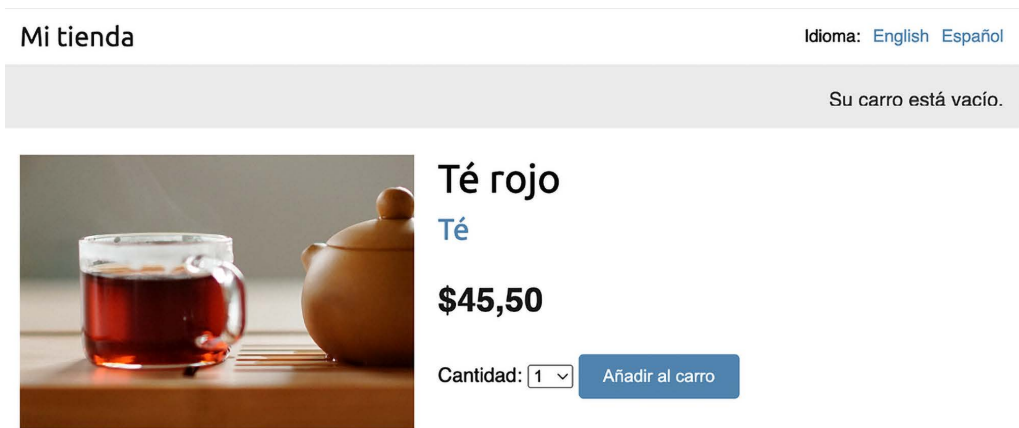 Mi tienda
Idioma: English Español
Su carro está vacío.
Té rojo
Té
$45,50
Cantidad: 1 Añadir al carro